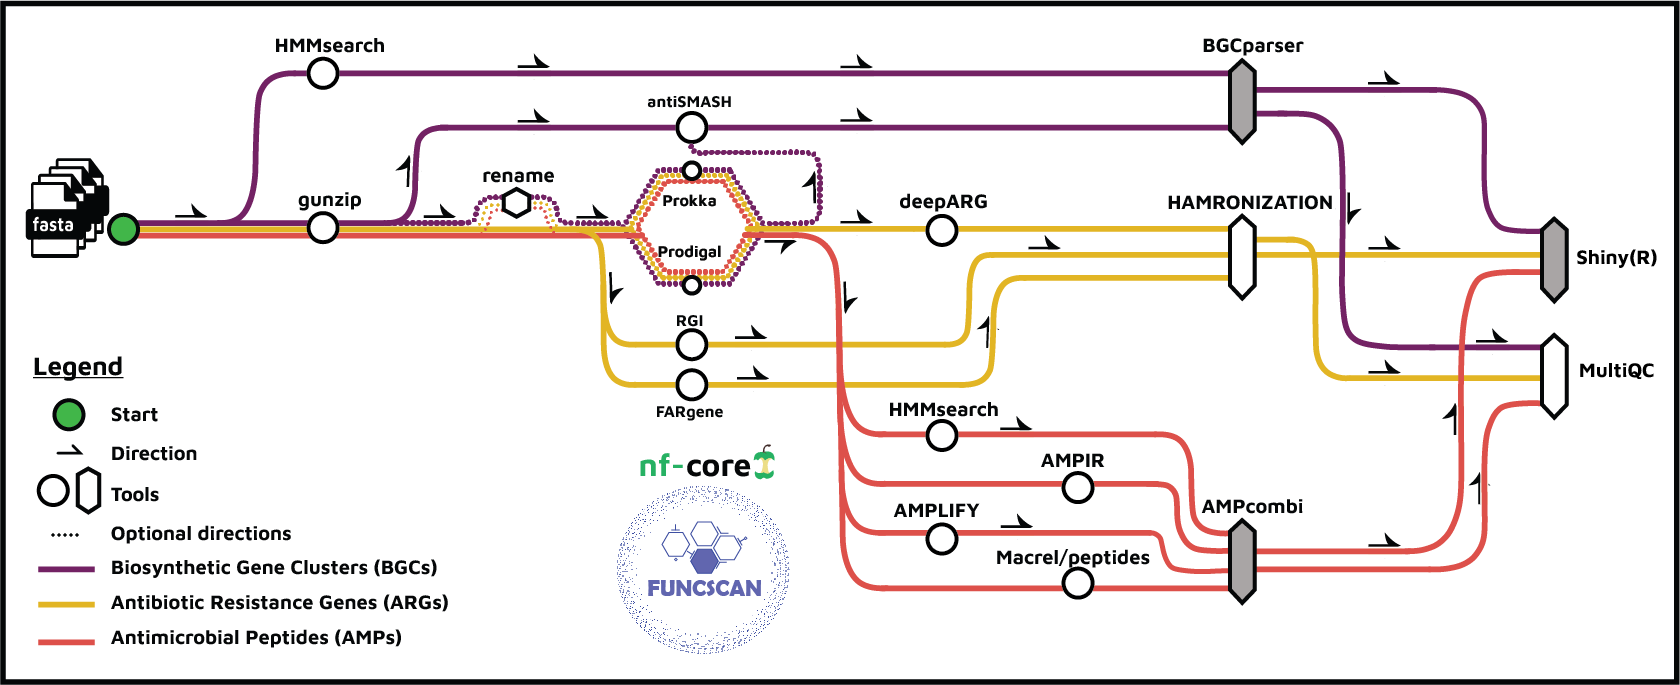 HMMsearch
BGCparser
antiSMASH
rename
gunzip
fasta
Prokka
Prodigal
deepARG
HAMRONIZATION
Shiny(R)
RGI
FARgene
MultiQC
HMMsearch
AMPIR
AMPLIFY
AMPcombi
Macrel/peptides
nf-core
FUNCSCAN
Legend
Start
Direction
Tools
Optional directions
Biosynthetic Gene Clusters (BGCs)
Antibiotic Resistance Genes (ARGs)
Antimicrobial Peptides (AMPs)